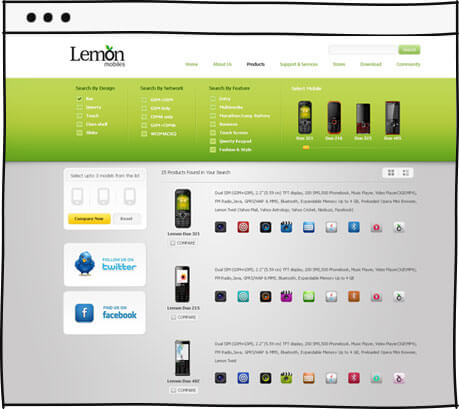 Lemon
mobiles
Search
Home About Us Products Support & Services Stores Download Community
Search By Design Search By Network Search By Feature Select Mobile
Bar
Qwerty
Touch
Clam shell
Slider
GSM+GSM
GSM Only
CDMA only
GSM+CDMA
WCDMA(3G)
Entry
Multimedia
Marathon Long Battery
Business
Touch Screen
Qwerty Keypad
Fashion & Style
Duo 321 Duo 216 Duo 325 Duo 405
Select upto 3 models from the list
Compare Now Reset
FOLLOW US ON
twitter
FIND US ON
facebook
15 Products Found in Your Search
Dual SIM (GSM+GSM), 2.2" (5.59 cm) TFT display, 200 SMS,500 Phonebook, Music Player, Video Player(3GP,MP4),
FM Radio,Java, GPRS/WAP & MMS, Bluetooth, Expandable Memory Up to 4 GB, Preloaded Opera Mini Browser,
Lemon Twist (Yahoo Mail, Yahoo Astrology, Yahoo Cricket, Nimbuzz, Facebook)
Lemon Duo 321
COMPARE
Dual SIM (GSM+GSM), 2.2" (5.59 cm) TFT display, 200 SMS,500 Phonebook, Music Player, Video Player(3GP,MP4),
FM Radio,Java, GPRS/WAP & MMS, Bluetooth, Expandable Memory Up to 4 GB
Lemon Duo 215
COMPARE
Dual SIM (GSM+GSM), 2.2" (5.59 cm) TFT display, 200 SMS,500 Phonebook, Music Player, Video Player(3GP,MP4),
FM Radio,Java, GPRS/WAP & MMS, Bluetooth, Expandable Memory Up to 4 GB, Preloaded Opera Mini Browser,
Lemon Twist
Lemon Duo 402
COMPARE